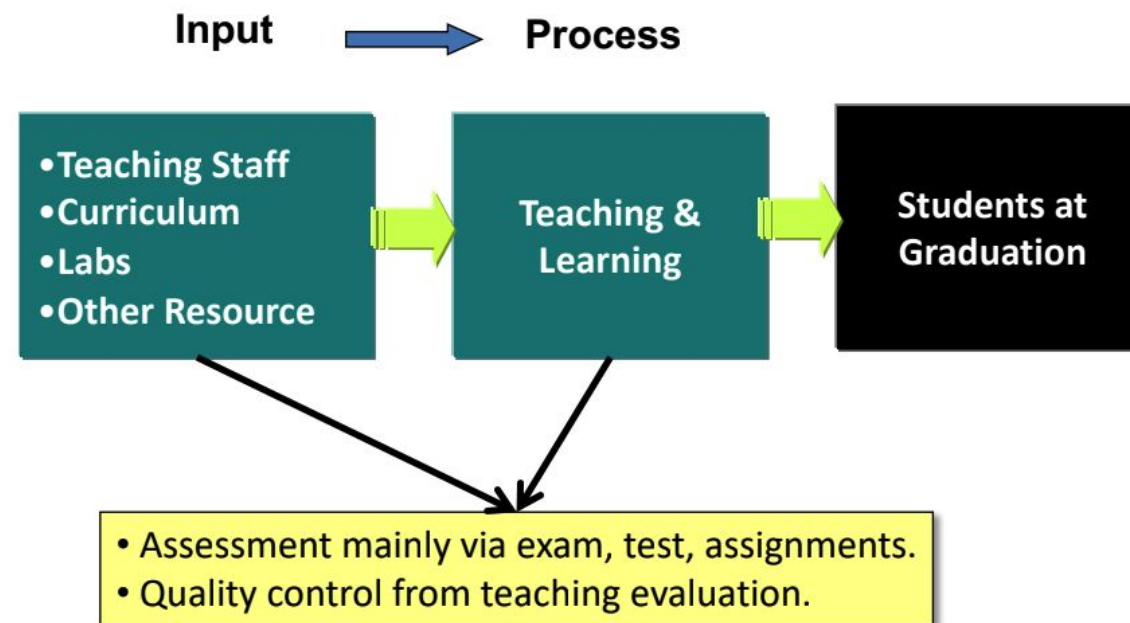 Input
Process
•Teaching Staff
•Curriculum
•Labs
•Other Resource
Teaching &
Learning
Students at
Graduation
• Assessment mainly via exam, test, assignments.
• Quality control from teaching evaluation.